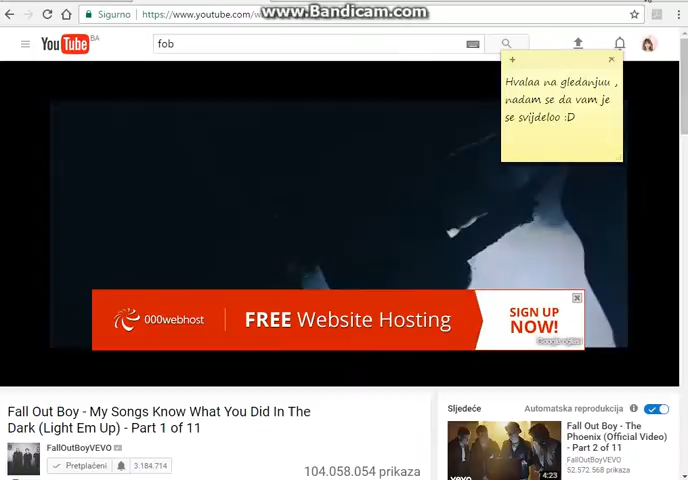 www.Bandicam.com
Sigurno
https://www.youtube.com/w
YouTube BA
fob
Hvalaa na gledanjuu ,
nadam se da vam je
se svijdeloo :D
000webhost
FREE Website Hosting
SIGN UP
NOW!
Google oglasi
Fall Out Boy - My Songs Know What You Did In The
Dark (Light Em Up) - Part 1 of 11
FallOutBoyVEVO
Pretplaćeni
3.184.714
104.058.054 prikaza
Sljedeće
Automatska reprodukcija
Fall Out Boy - The
Phoenix (Official Video)
- Part 2 of 11
FallOutBoyVEVO
52.572.568 prikaza
vevo
4:23